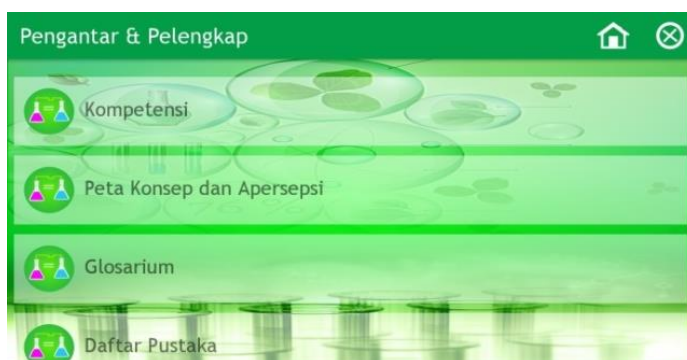 Pengantar & Pelengkap
Kompetensi
Peta Konsep dan Apersepsi
Glosarium
Daftar Pustaka